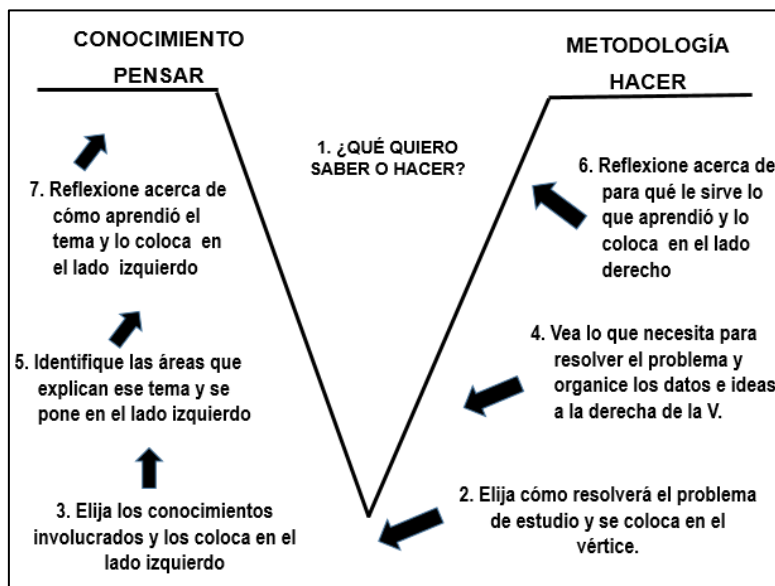 CONOCIMIENTO
PENSAR
METODOLOGÍA
HACER
1. ¿QUÉ QUIERO
SABER O HACER?
7. Reflexione acerca de
cómo aprendió el
tema y lo coloca en
el lado izquierdo
6. Reflexione acerca de
para qué le sirve lo
que aprendió y lo
coloca en el lado
derecho
5. Identifique las áreas que
explican ese tema y se
pone en el lado izquierdo
4. Vea lo que necesita para
resolver el problema y
organice los datos e ideas
a la derecha de la V.
3. Elija los conocimientos
involucrados y los coloca en el
lado izquierdo
2. Elija cómo resolverá el problema
de estudio y se coloca en el
vértice.